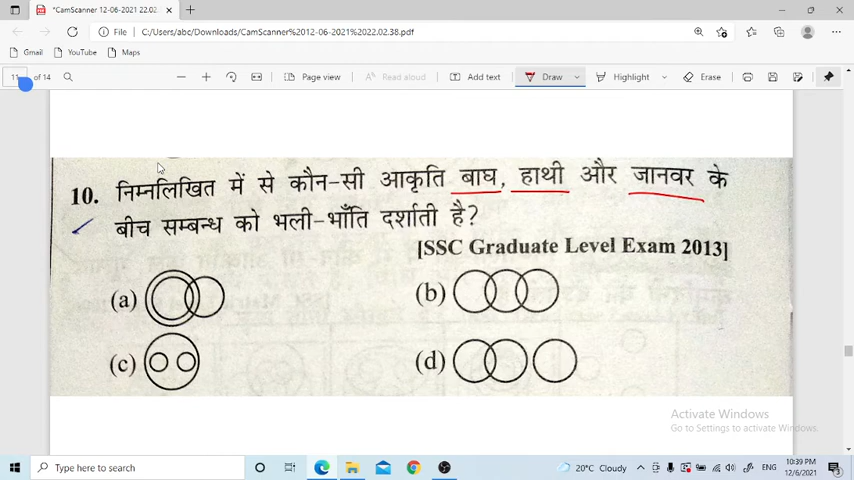 *CamScanner 12-06-2021 22.02
File C:/Users/abc/Downloads/CamScanner%2012-06-2021%2022.02.38.pdf
Gmail YouTube Maps
11 of 14 Page view Read aloud Add text Draw Highlight Erase
10. निम्नलिखित में से कौन-सी आकृति बाघ, हाथी और जानवर के
बीच सम्बन्ध को भली-भाँति दर्शाती है?
[SSC Graduate Level Exam 2013]
(a) (b)
(c) (d)
Activate Windows
Go to Settings to activate Windows.
Type here to search 20°C Cloudy ENG 10:39 PM
12/6/2021 3